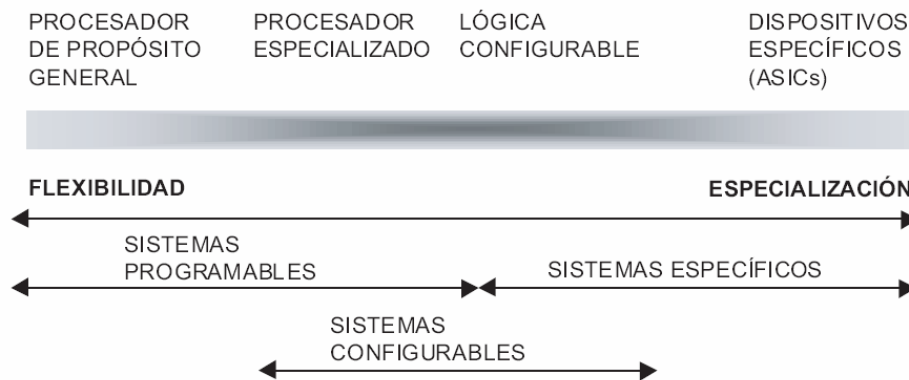 PROCESADOR
DE PROPÓSITO
GENERAL
PROCESADOR
ESPECIALIZADO
LÓGICA
CONFIGURABLE
DISPOSITIVOS
ESPECÍFICOS
(ASICs)
FLEXIBILIDAD
ESPECIALIZACIÓN
SISTEMAS
PROGRAMABLES
SISTEMAS ESPECÍFICOS
SISTEMAS
CONFIGURABLES